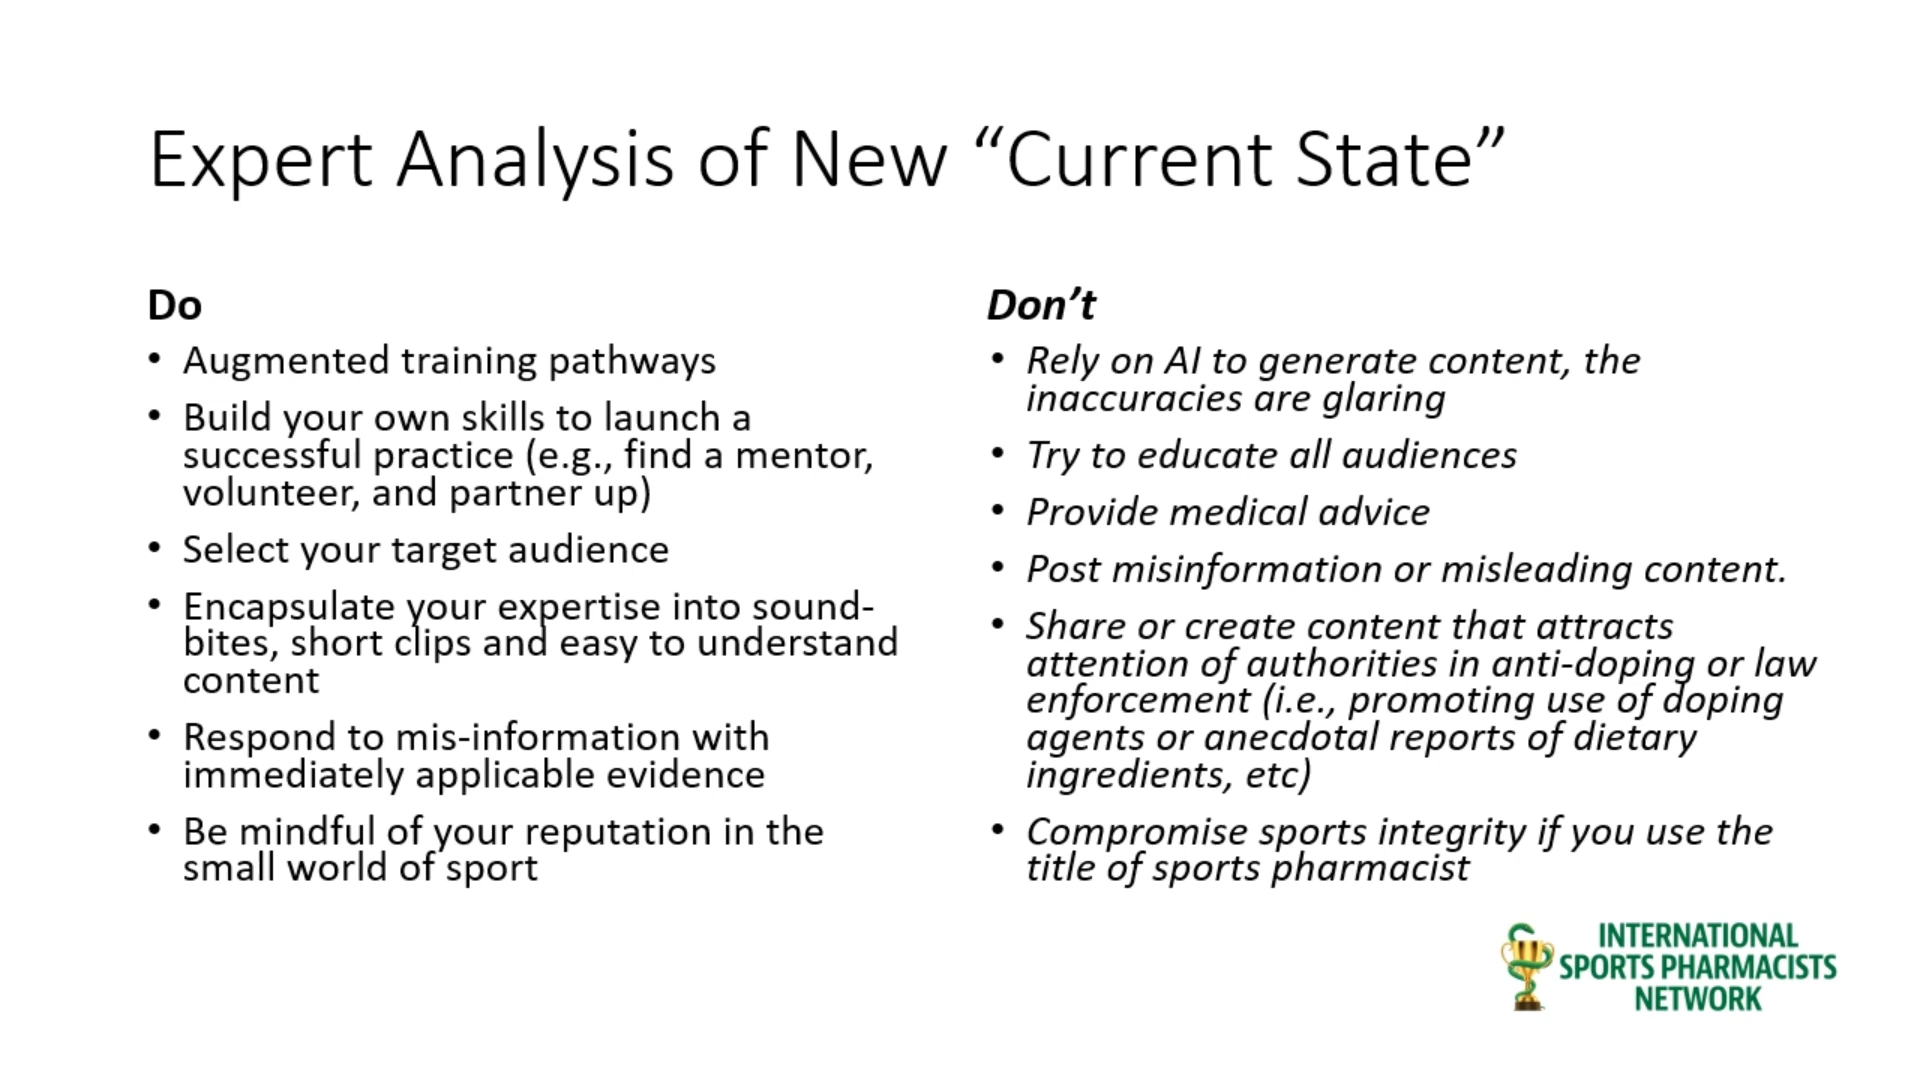 Expert Analysis of New “Current State”
Do
• Augmented training pathways
• Build your own skills to launch a
successful practice (e.g., find a mentor,
volunteer, and partner up)
• Select your target audience
• Encapsulate your expertise into sound-
bites, short clips and easy to understand
content
• Respond to mis-information with
immediately applicable evidence
• Be mindful of your reputation in the
small world of sport
Don’t
• Rely on AI to generate content, the
inaccuracies are glaring
• Try to educate all audiences
• Provide medical advice
• Post misinformation or misleading content.
• Share or create content that attracts
attention of authorities in anti-doping or law
enforcement (i.e., promoting use of doping
agents or anecdotal reports of dietary
ingredients, etc)
• Compromise sports integrity if you use the
title of sports pharmacist
INTERNATIONAL
SPORTS PHARMACISTS
NETWORK